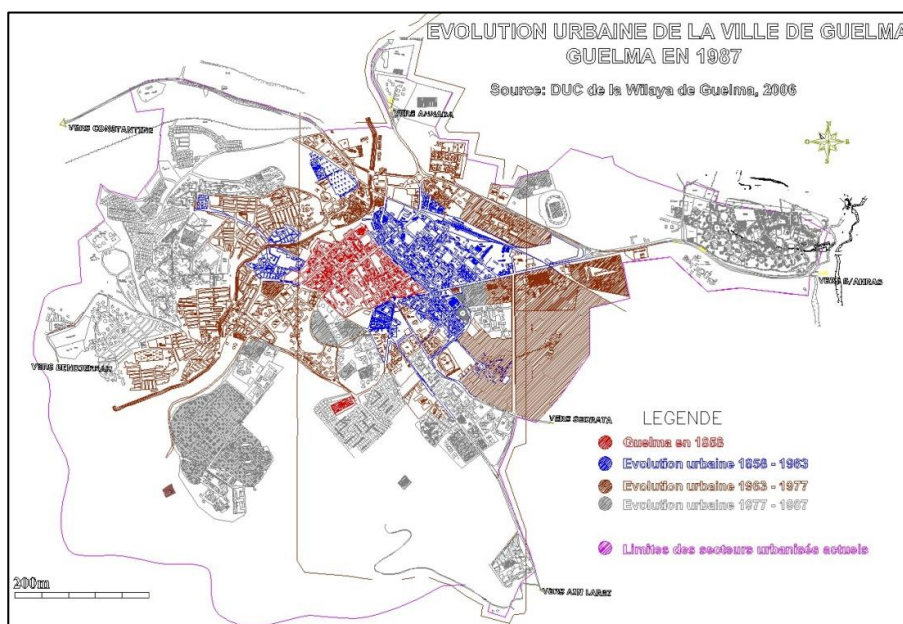 EVOLUTION URBAINE DE LA VILLE DE GUELMA
GUELMA EN 1987
Source: DUC de la Wilaya de Guelma, 2006
VERS CONSTANTINE
VERS ANNABA
VERS S/AHRAS
VERS BENDJERRAH
VERS SEDRATA
VERS AIN LARBI
LEGENDE
Guelma en 1858
Evolution urbaine 1858 - 1963
Evolution urbaine 1963 - 1977
Evolution urbaine 1977 - 1987
Limites des secteurs urbanisés actuels
200m